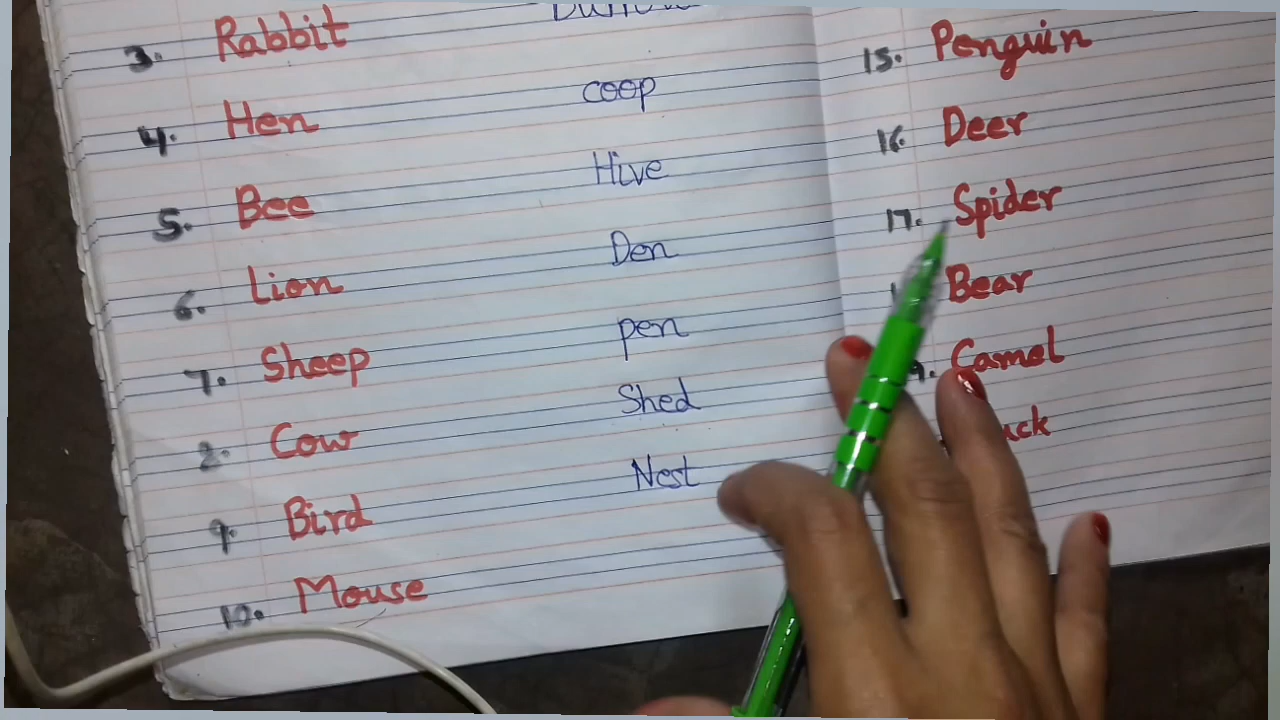 3. Rabbit
4. Hen coop
5. Bee Hive
6. Lion Den
7. Sheep pen
8. Cow Shed
9. Bird Nest
10. Mouse
15. Penguin
16. Deer
17. Spider
Bear
Camel